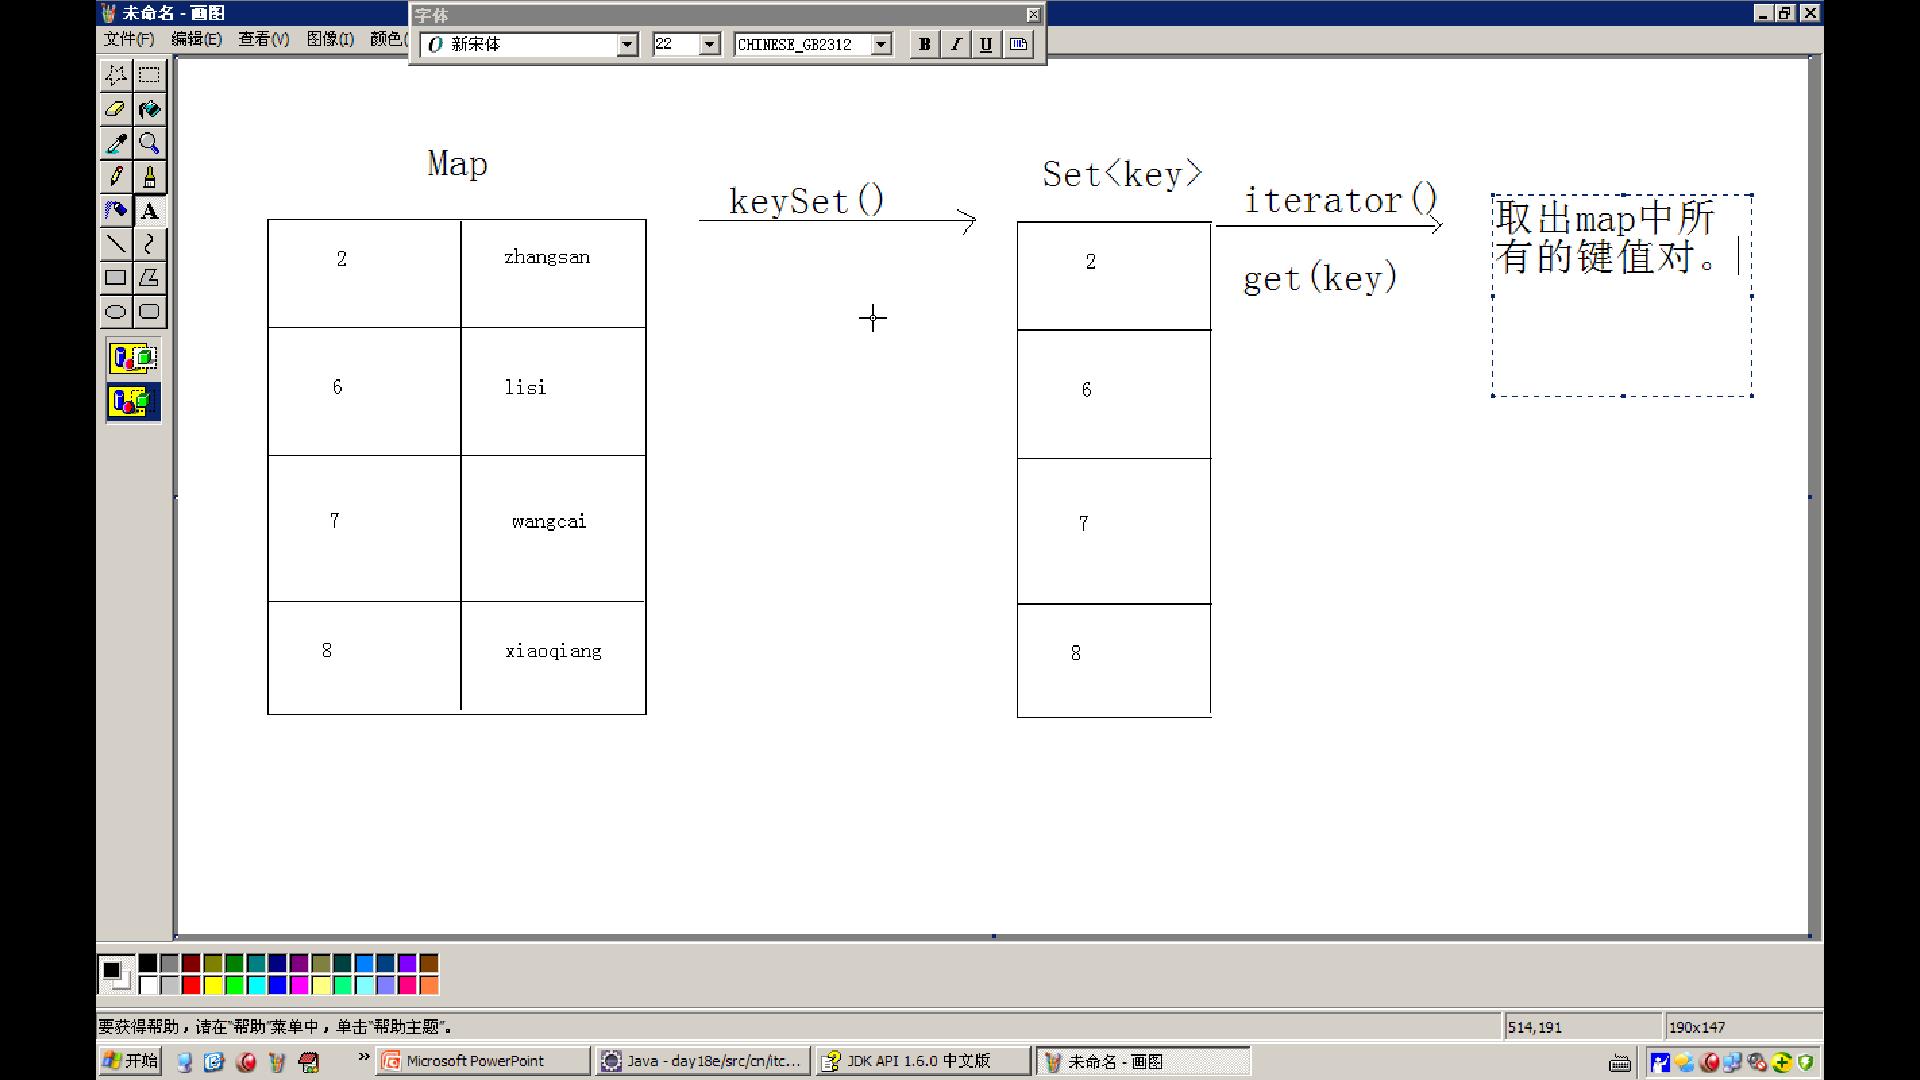 未命名 - 画图
字体
文件(F) 编辑(E) 查看(V) 图像(I) 颜色(
新宋体 22 CHINESE_GB2312 B I U
A
Map
keySet()
Set<key>
iterator()
get(key)
取出map中所
有的键值对。
2 zhangsan
6 lisi
7 wangcai
8 xiaoqiang
2
6
7
8
要获得帮助，请在“帮助”菜单中，单击“帮助主题”。 514,191 190x147
开始 » Microsoft PowerPoint Java - day18e/src/cn/itc... JDK API 1.6.0 中文版 未命名 - 画图